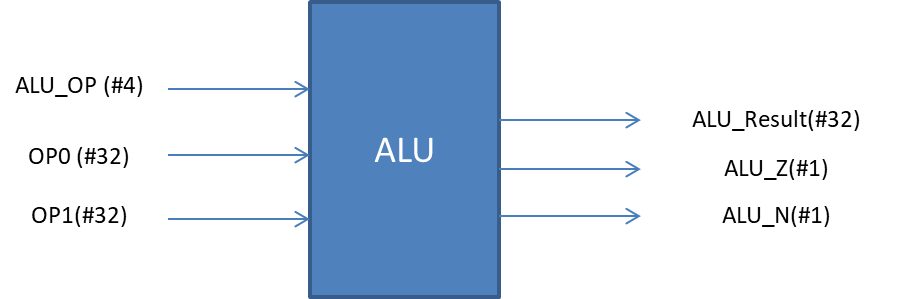 ALU_OP (#4)
OP0 (#32)
OP1(#32)
ALU
ALU_Result(#32)
ALU_Z(#1)
ALU_N(#1)